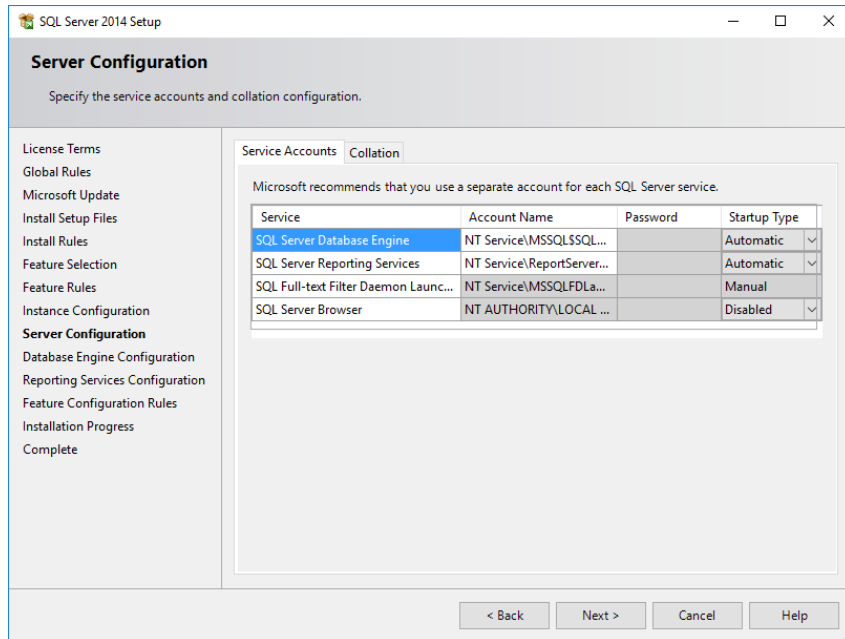 SQL Server 2014 Setup
Server Configuration
Specify the service accounts and collation configuration.
License Terms
Global Rules
Microsoft Update
Install Setup Files
Install Rules
Feature Selection
Feature Rules
Instance Configuration
Server Configuration
Database Engine Configuration
Reporting Services Configuration
Feature Configuration Rules
Installation Progress
Complete
Service Accounts Collation
Microsoft recommends that you use a separate account for each SQL Server service.
Service Account Name Password Startup Type
SQL Server Database Engine NT Service\MSSQL$SQL... Automatic
SQL Server Reporting Services NT Service\ReportServer... Automatic
SQL Full-text Filter Daemon Launc... NT Service\MSSQLFDLa... Manual
SQL Server Browser NT AUTHORITY\LOCAL ... Disabled
< Back Next > Cancel Help